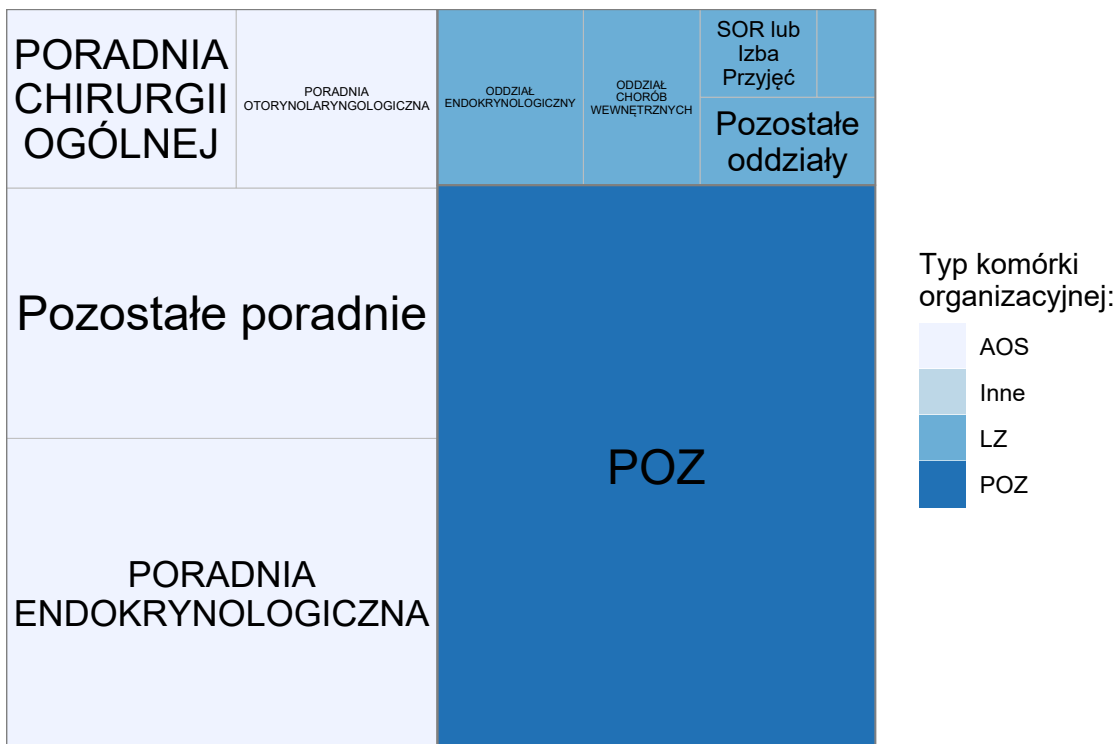 PORADNIA
CHIRURGII
OGÓLNEJ
PORADNIA
OTORYNOLARYNGOLOGICZNA
ODDZIAŁ
ENDOKRYNOLOGICZNY
ODDZIAŁ
CHORÓB
WEWNĘTRZNYCH
SOR lub
Izba
Przyjęć
Pozostałe
oddziały
Pozostałe poradnie
PORADNIA
ENDOKRYNOLOGICZNA
POZ
Typ komórki
organizacyjnej:
AOS
Inne
LZ
POZ